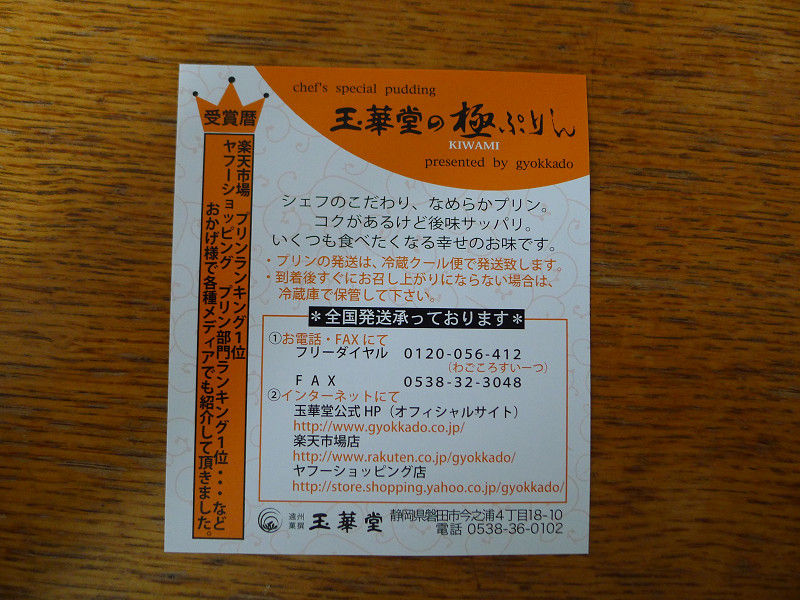 chef's special pudding
玉華堂の極ぷりん
KIWAMI
presented by gyokkado
受賞暦
楽天市場 プリンランキング1位
ヤフーショッピング プリン部門ランキング1位・・・など
おかげ様で各種メディアでも紹介して頂きました。
シェフのこだわり、なめらかプリン。
コクがあるけど後味サッパリ。
いくつも食べたくなる幸せのお味です。
・プリンの発送は、冷蔵クール便で発送致します。
・到着後すぐにお召し上がりにならない場合は、
冷蔵庫で保管して下さい。
＊全国発送承っております＊
①お電話・FAXにて
フリーダイヤル 0120-056-412
(わごころすいーつ)
FAX 0538-32-3048
②インターネットにて
玉華堂公式HP（オフィシャルサイト）
http://www.gyokkado.co.jp/
楽天市場店
http://www.rakuten.co.jp/gyokkado/
ヤフーショッピング店
http://store.shopping.yahoo.co.jp/gyokkado/
遠州菓撰 玉華堂 静岡県磐田市今之浦4丁目18-10
電話 0538-36-0102